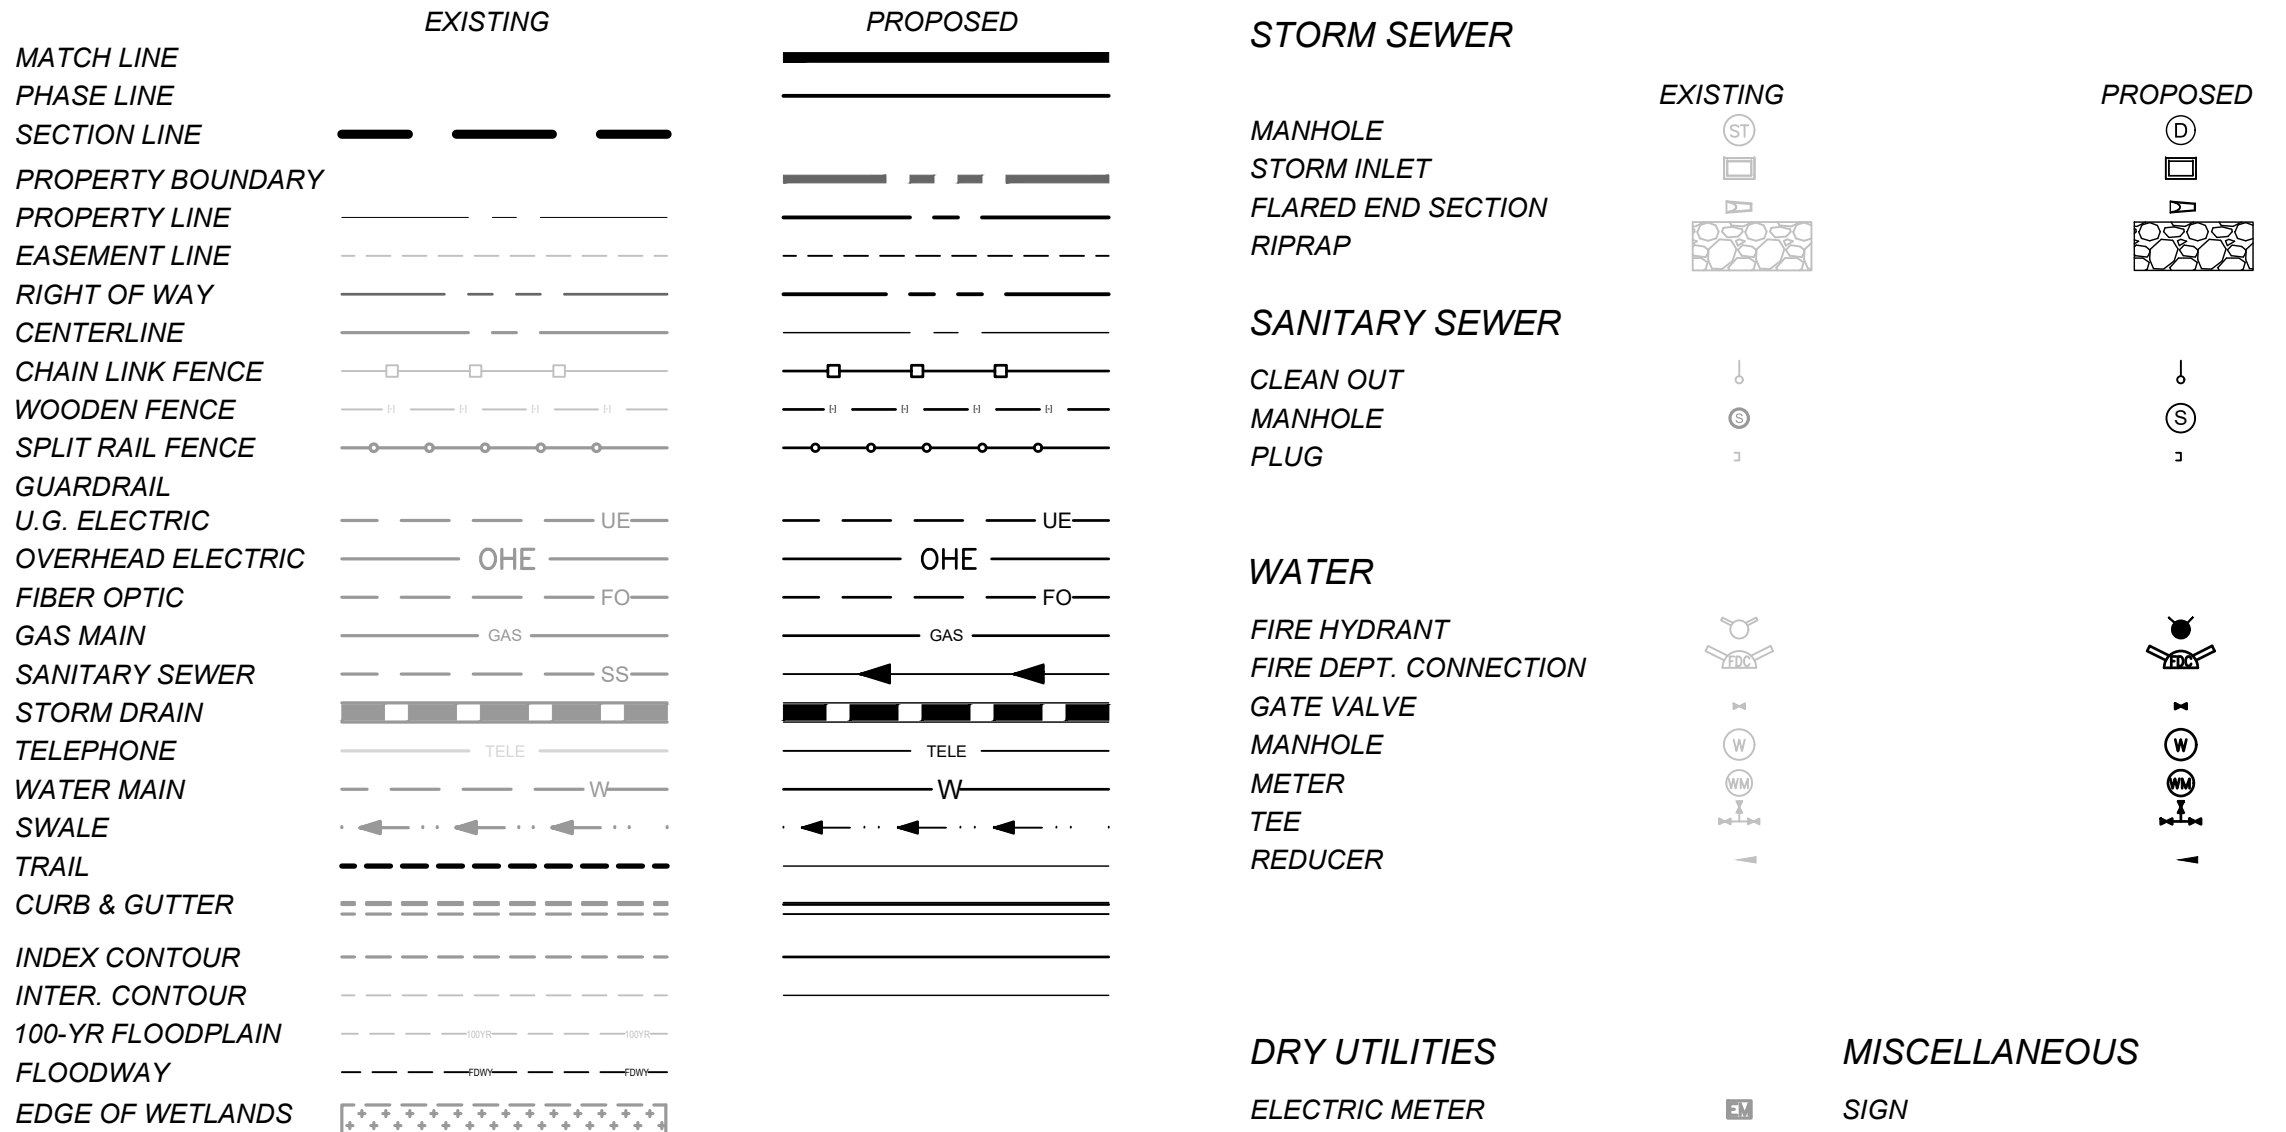 EXISTING PROPOSED
MATCH LINE
PHASE LINE
SECTION LINE
PROPERTY BOUNDARY
PROPERTY LINE
EASEMENT LINE
RIGHT OF WAY
CENTERLINE
CHAIN LINK FENCE
WOODEN FENCE
SPLIT RAIL FENCE
GUARDRAIL
U.G. ELECTRIC UE UE
OVERHEAD ELECTRIC OHE OHE
FIBER OPTIC FO FO
GAS MAIN GAS GAS
SANITARY SEWER SS
STORM DRAIN
TELEPHONE TELE TELE
WATER MAIN W W
SWALE
TRAIL
CURB & GUTTER
INDEX CONTOUR
INTER. CONTOUR
100-YR FLOODPLAIN 100YR 100YR
FLOODWAY FDWY FDWY
EDGE OF WETLANDS
STORM SEWER
EXISTING PROPOSED
MANHOLE ST D
STORM INLET
FLARED END SECTION
RIPRAP
SANITARY SEWER
CLEAN OUT
MANHOLE S S
PLUG
WATER
FIRE HYDRANT
FIRE DEPT. CONNECTION FDC FDC
GATE VALVE
MANHOLE W W
METER WM WM
TEE
REDUCER
DRY UTILITIES
ELECTRIC METER EM
MISCELLANEOUS
SIGN